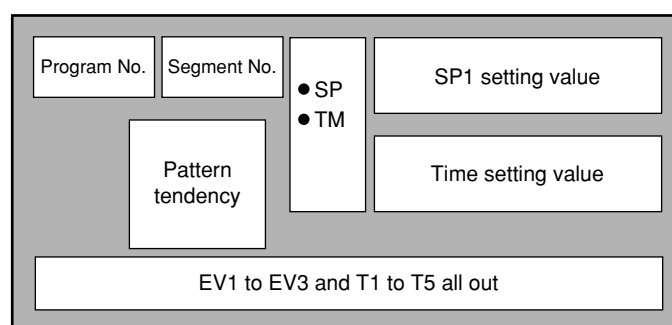 Program No.
Segment No.
● SP
● TM
SP1 setting value
Pattern
tendency
Time setting value
EV1 to EV3 and T1 to T5 all out